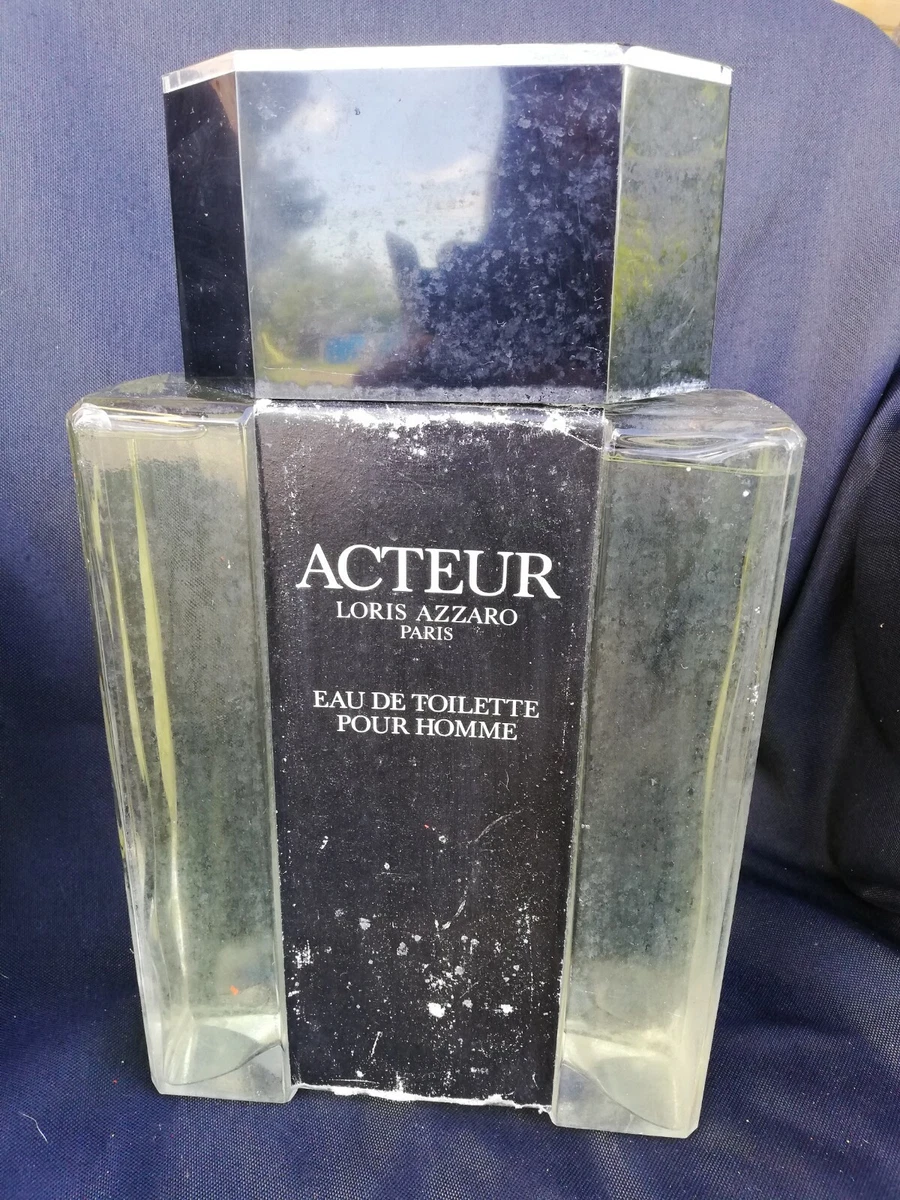 ACTEUR
LORIS AZZARO
PARIS
EAU DE TOILETTE
POUR HOMME